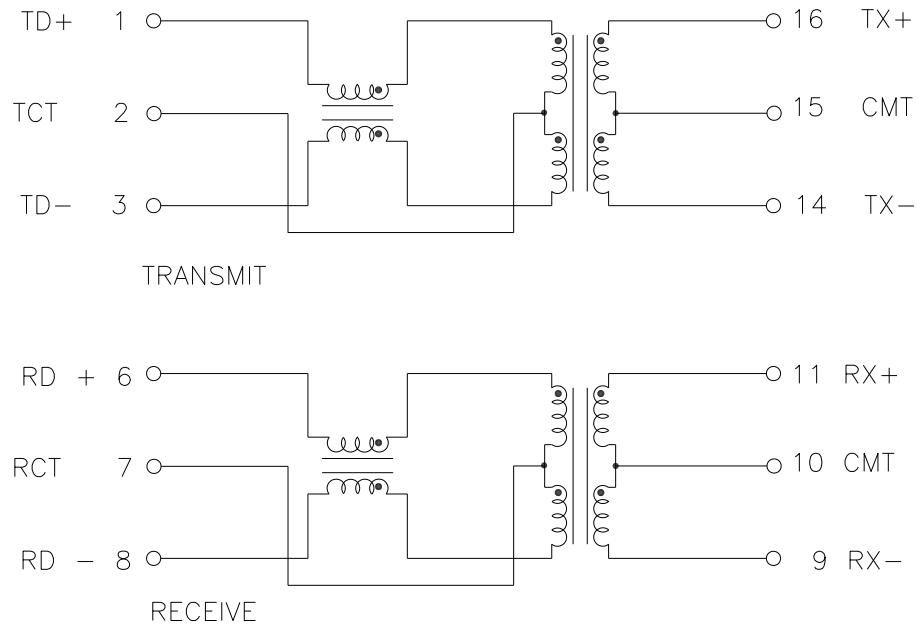 TD+ 1 16 TX+
TCT 2 15 CMT
TD- 3 14 TX-
TRANSMIT
RD + 6 11 RX+
RCT 7 10 CMT
RD - 8 9 RX-
RECEIVE